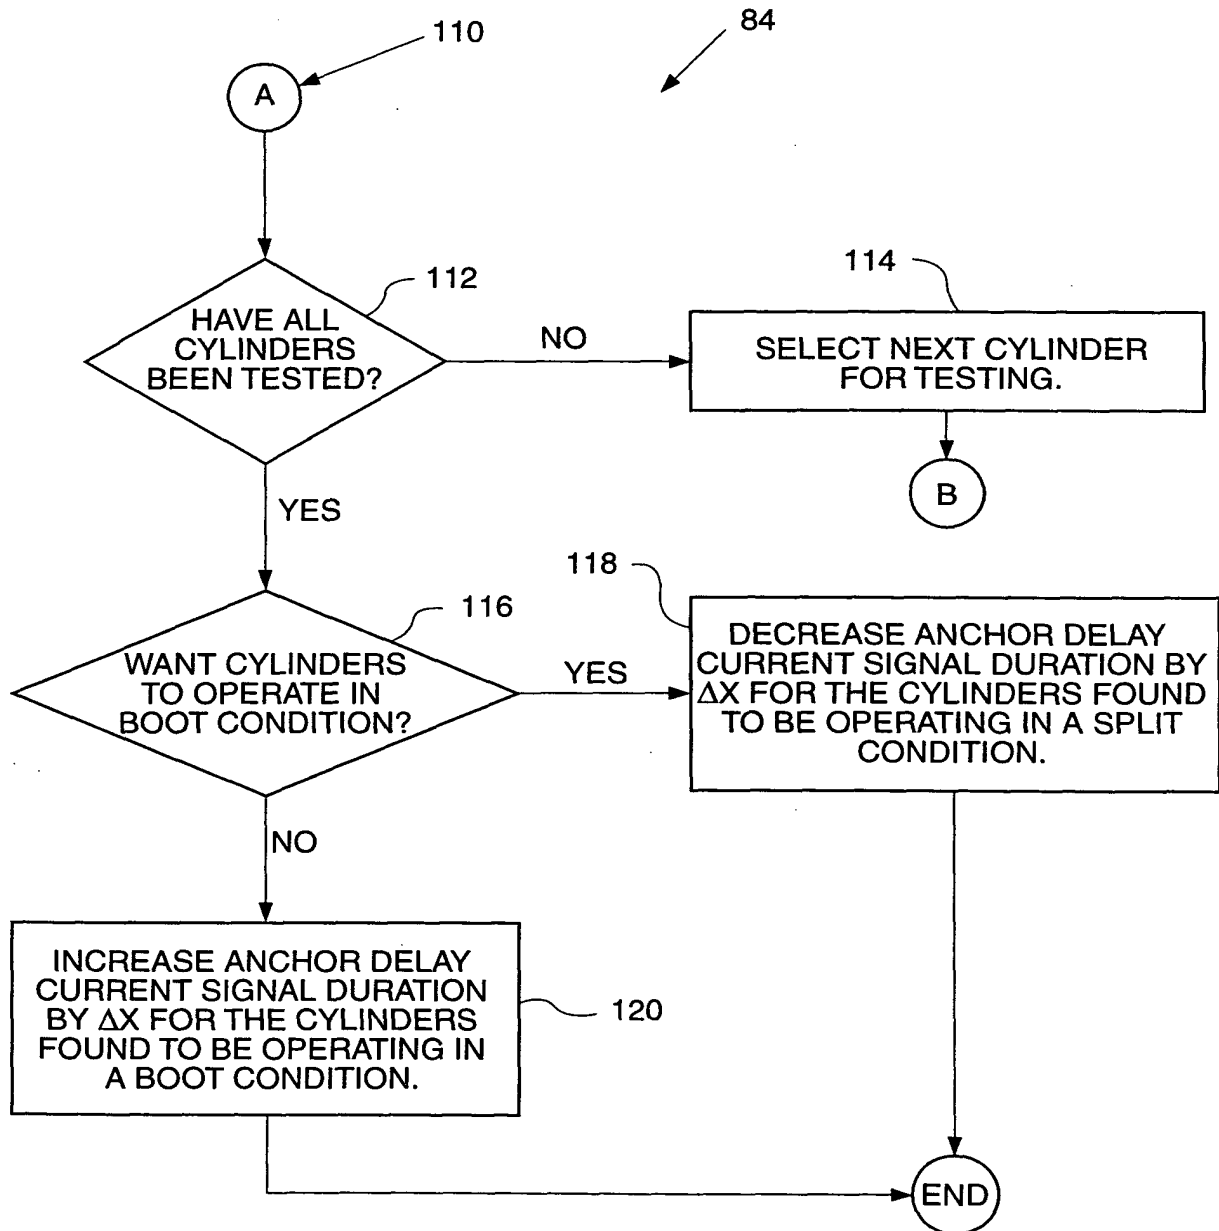 84
110
A
112
HAVE ALL
CYLINDERS
BEEN TESTED?
NO
114
SELECT NEXT CYLINDER
FOR TESTING.
B
YES
116
WANT CYLINDERS
TO OPERATE IN
BOOT CONDITION?
YES
118
DECREASE ANCHOR DELAY
CURRENT SIGNAL DURATION BY
ΔX FOR THE CYLINDERS FOUND
TO BE OPERATING IN A SPLIT
CONDITION.
NO
INCREASE ANCHOR DELAY
CURRENT SIGNAL DURATION
BY ΔX FOR THE CYLINDERS
FOUND TO BE OPERATING IN
A BOOT CONDITION.
120
END